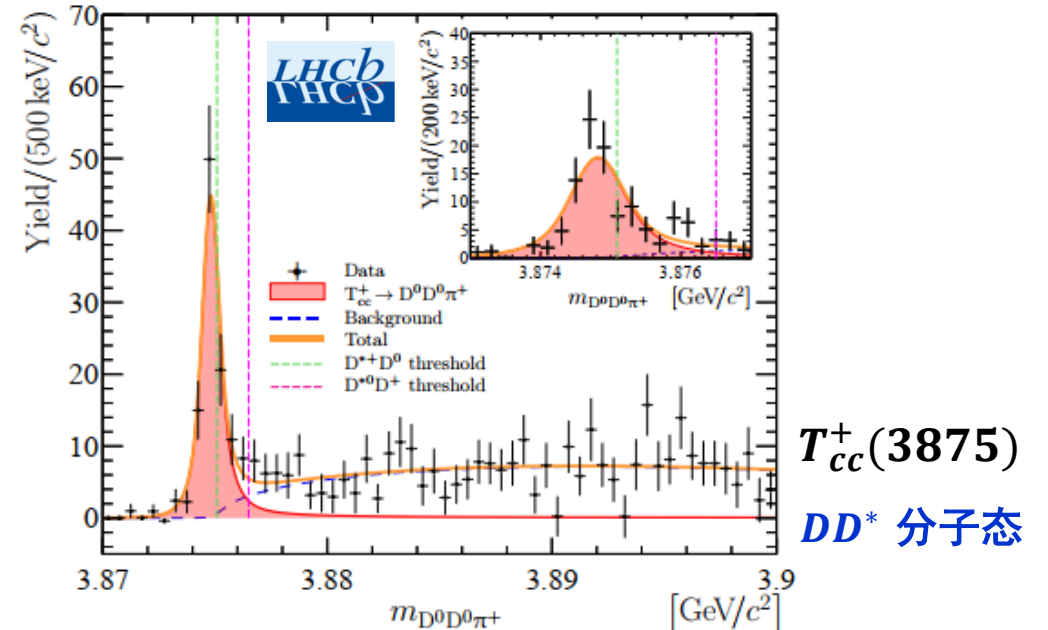 Yield/(500 keV/c²)
70
60
50
40
30
20
10
0
LHCb
LHCb
Data
T⁺cc → D⁰D⁰π⁺
Background
Total
D*⁺D⁰ threshold
D*⁰D⁺ threshold
Yield/(200 keV/c²)
40
35
30
25
20
15
10
5
0
3.874 3.876
m_D⁰D⁰π⁺ [GeV/c²]
3.87 3.88 3.89 3.9
m_D⁰D⁰π⁺ [GeV/c²]
T⁺cc(3875)
DD* 分子态